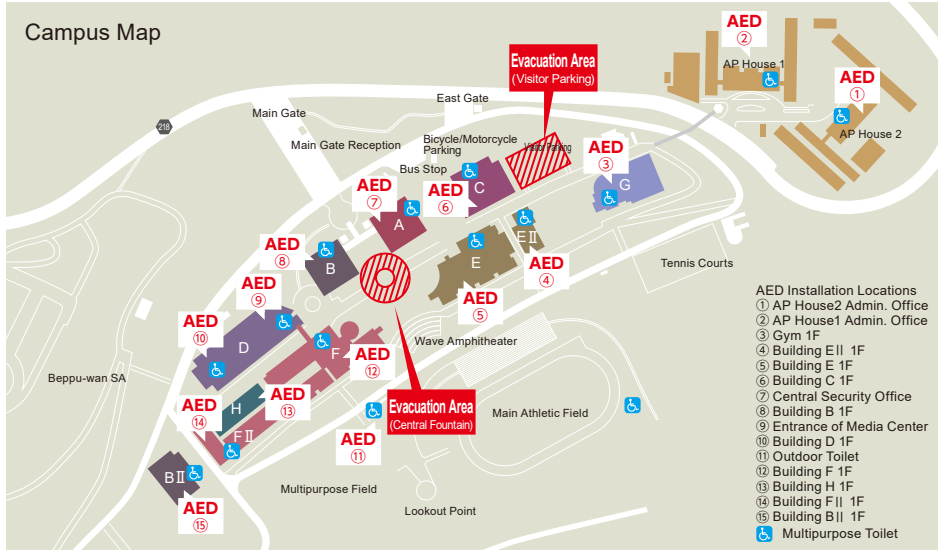 Campus Map
AED
②
AP House 1
AED
①
AP House 2
Evacuation Area
(Visitor Parking)
218
Main Gate
East Gate
Main Gate Reception
Bicycle/Motorcycle
Parking
Bus Stop
Visitor Parking
AED
③
G
AED
⑦
A
AED
⑥
C
AED
⑧
B
E
EⅡ
AED
④
AED
⑤
Tennis Courts
AED
⑨
AED
⑩
D
F
AED
⑫
Wave Amphitheater
Beppu-wan SA
Evacuation Area
(Central Fountain)
Main Athletic Field
H
AED
⑬
AED
⑭
FⅡ
AED
⑪
BⅡ
AED
⑮
Multipurpose Field
Lookout Point
AED Installation Locations
① AP House2 Admin. Office
② AP House1 Admin. Office
③ Gym 1F
④ Building EⅡ 1F
⑤ Building E 1F
⑥ Building C 1F
⑦ Central Security Office
⑧ Building B 1F
⑨ Entrance of Media Center
⑩ Building D 1F
⑪ Outdoor Toilet
⑫ Building F 1F
⑬ Building H 1F
⑭ Building FⅡ 1F
⑮ Building BⅡ 1F
Multipurpose Toilet